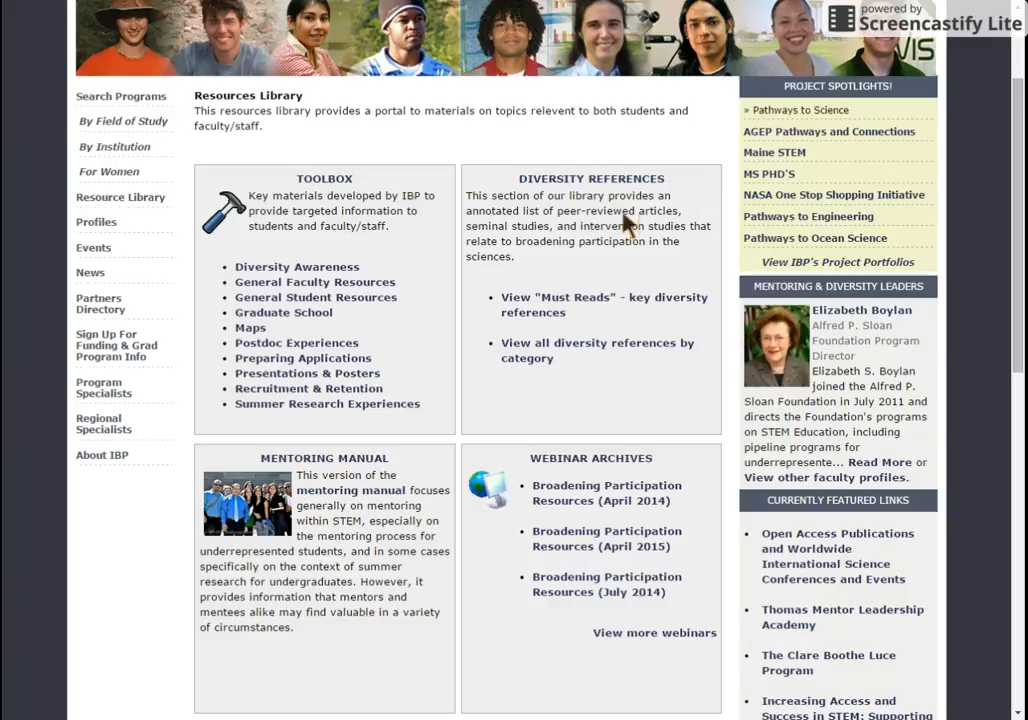 powered by
Screencastify Lite
VIS
Search Programs
By Field of Study
By Institution
For Women
Resource Library
Profiles
Events
News
Partners
Directory
Sign Up For
Funding & Grad
Program Info
Program
Specialists
Regional
Specialists
About IBP
Resources Library
This resources library provides a portal to materials on topics relevent to both students and
faculty/staff.
TOOLBOX
Key materials developed by IBP to
provide targeted information to
students and faculty/staff.
• Diversity Awareness
• General Faculty Resources
• General Student Resources
• Graduate School
• Maps
• Postdoc Experiences
• Preparing Applications
• Presentations & Posters
• Recruitment & Retention
• Summer Research Experiences
DIVERSITY REFERENCES
This section of our library provides an
annotated list of peer-reviewed articles,
seminal studies, and intervention studies that
relate to broadening participation in the
sciences.
• View "Must Reads" - key diversity
references
• View all diversity references by
category
MENTORING MANUAL
This version of the
mentoring manual focuses
generally on mentoring
within STEM, especially on
the mentoring process for
underrepresented students, and in some cases
specifically on the context of summer
research for undergraduates. However, it
provides information that mentors and
mentees alike may find valuable in a variety
of circumstances.
WEBINAR ARCHIVES
• Broadening Participation
Resources (April 2014)
• Broadening Participation
Resources (April 2015)
• Broadening Participation
Resources (July 2014)
View more webinars
PROJECT SPOTLIGHTS!
» Pathways to Science
AGEP Pathways and Connections
Maine STEM
MS PHD'S
NASA One Stop Shopping Initiative
Pathways to Engineering
Pathways to Ocean Science
View IBP's Project Portfolios
MENTORING & DIVERSITY LEADERS
Elizabeth Boylan
Alfred P. Sloan
Foundation Program
Director
Elizabeth S. Boylan
joined the Alfred P.
Sloan Foundation in July 2011 and
directs the Foundation's programs
on STEM Education, including
pipeline programs for
underrepresente... Read More or
View other faculty profiles.
CURRENTLY FEATURED LINKS
• Open Access Publications
and Worldwide
International Science
Conferences and Events
• Thomas Mentor Leadership
Academy
• The Clare Boothe Luce
Program
• Increasing Access and
Success in STEM: Supporting